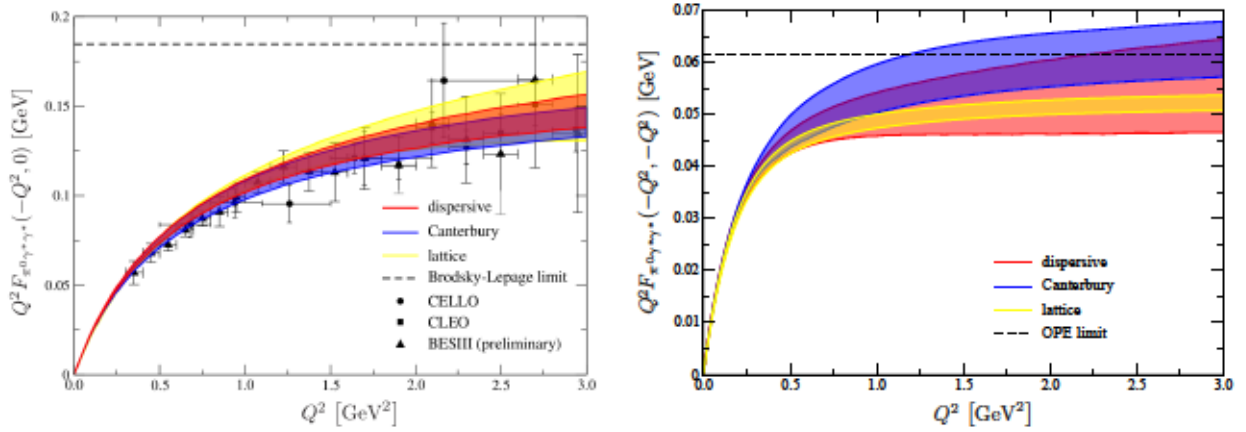 0.2
0.15
0.1
0.05
0
Q²F_{π⁰γ*γ*}(−Q², 0) [GeV]
dispersive
Canterbury
lattice
Brodsky-Lepage limit
CELLO
CLEO
BESIII (preliminary)
0.0 0.5 1.0 1.5 2.0 2.5 3.0
Q² [GeV²]
0.07
0.06
0.05
0.04
0.03
0.02
0.01
0
Q²F_{π⁰γ*γ*}(−Q², −Q²) [GeV]
dispersive
Canterbury
lattice
OPE limit
0.0 0.5 1.0 1.5 2.0 2.5 3.0
Q² [GeV²]